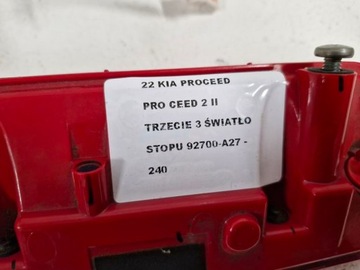 22 KIA PROCEED
PRO CEED 2 II
TRZECIE 3 ŚWIATŁO
STOPU 92700-A27 -
240